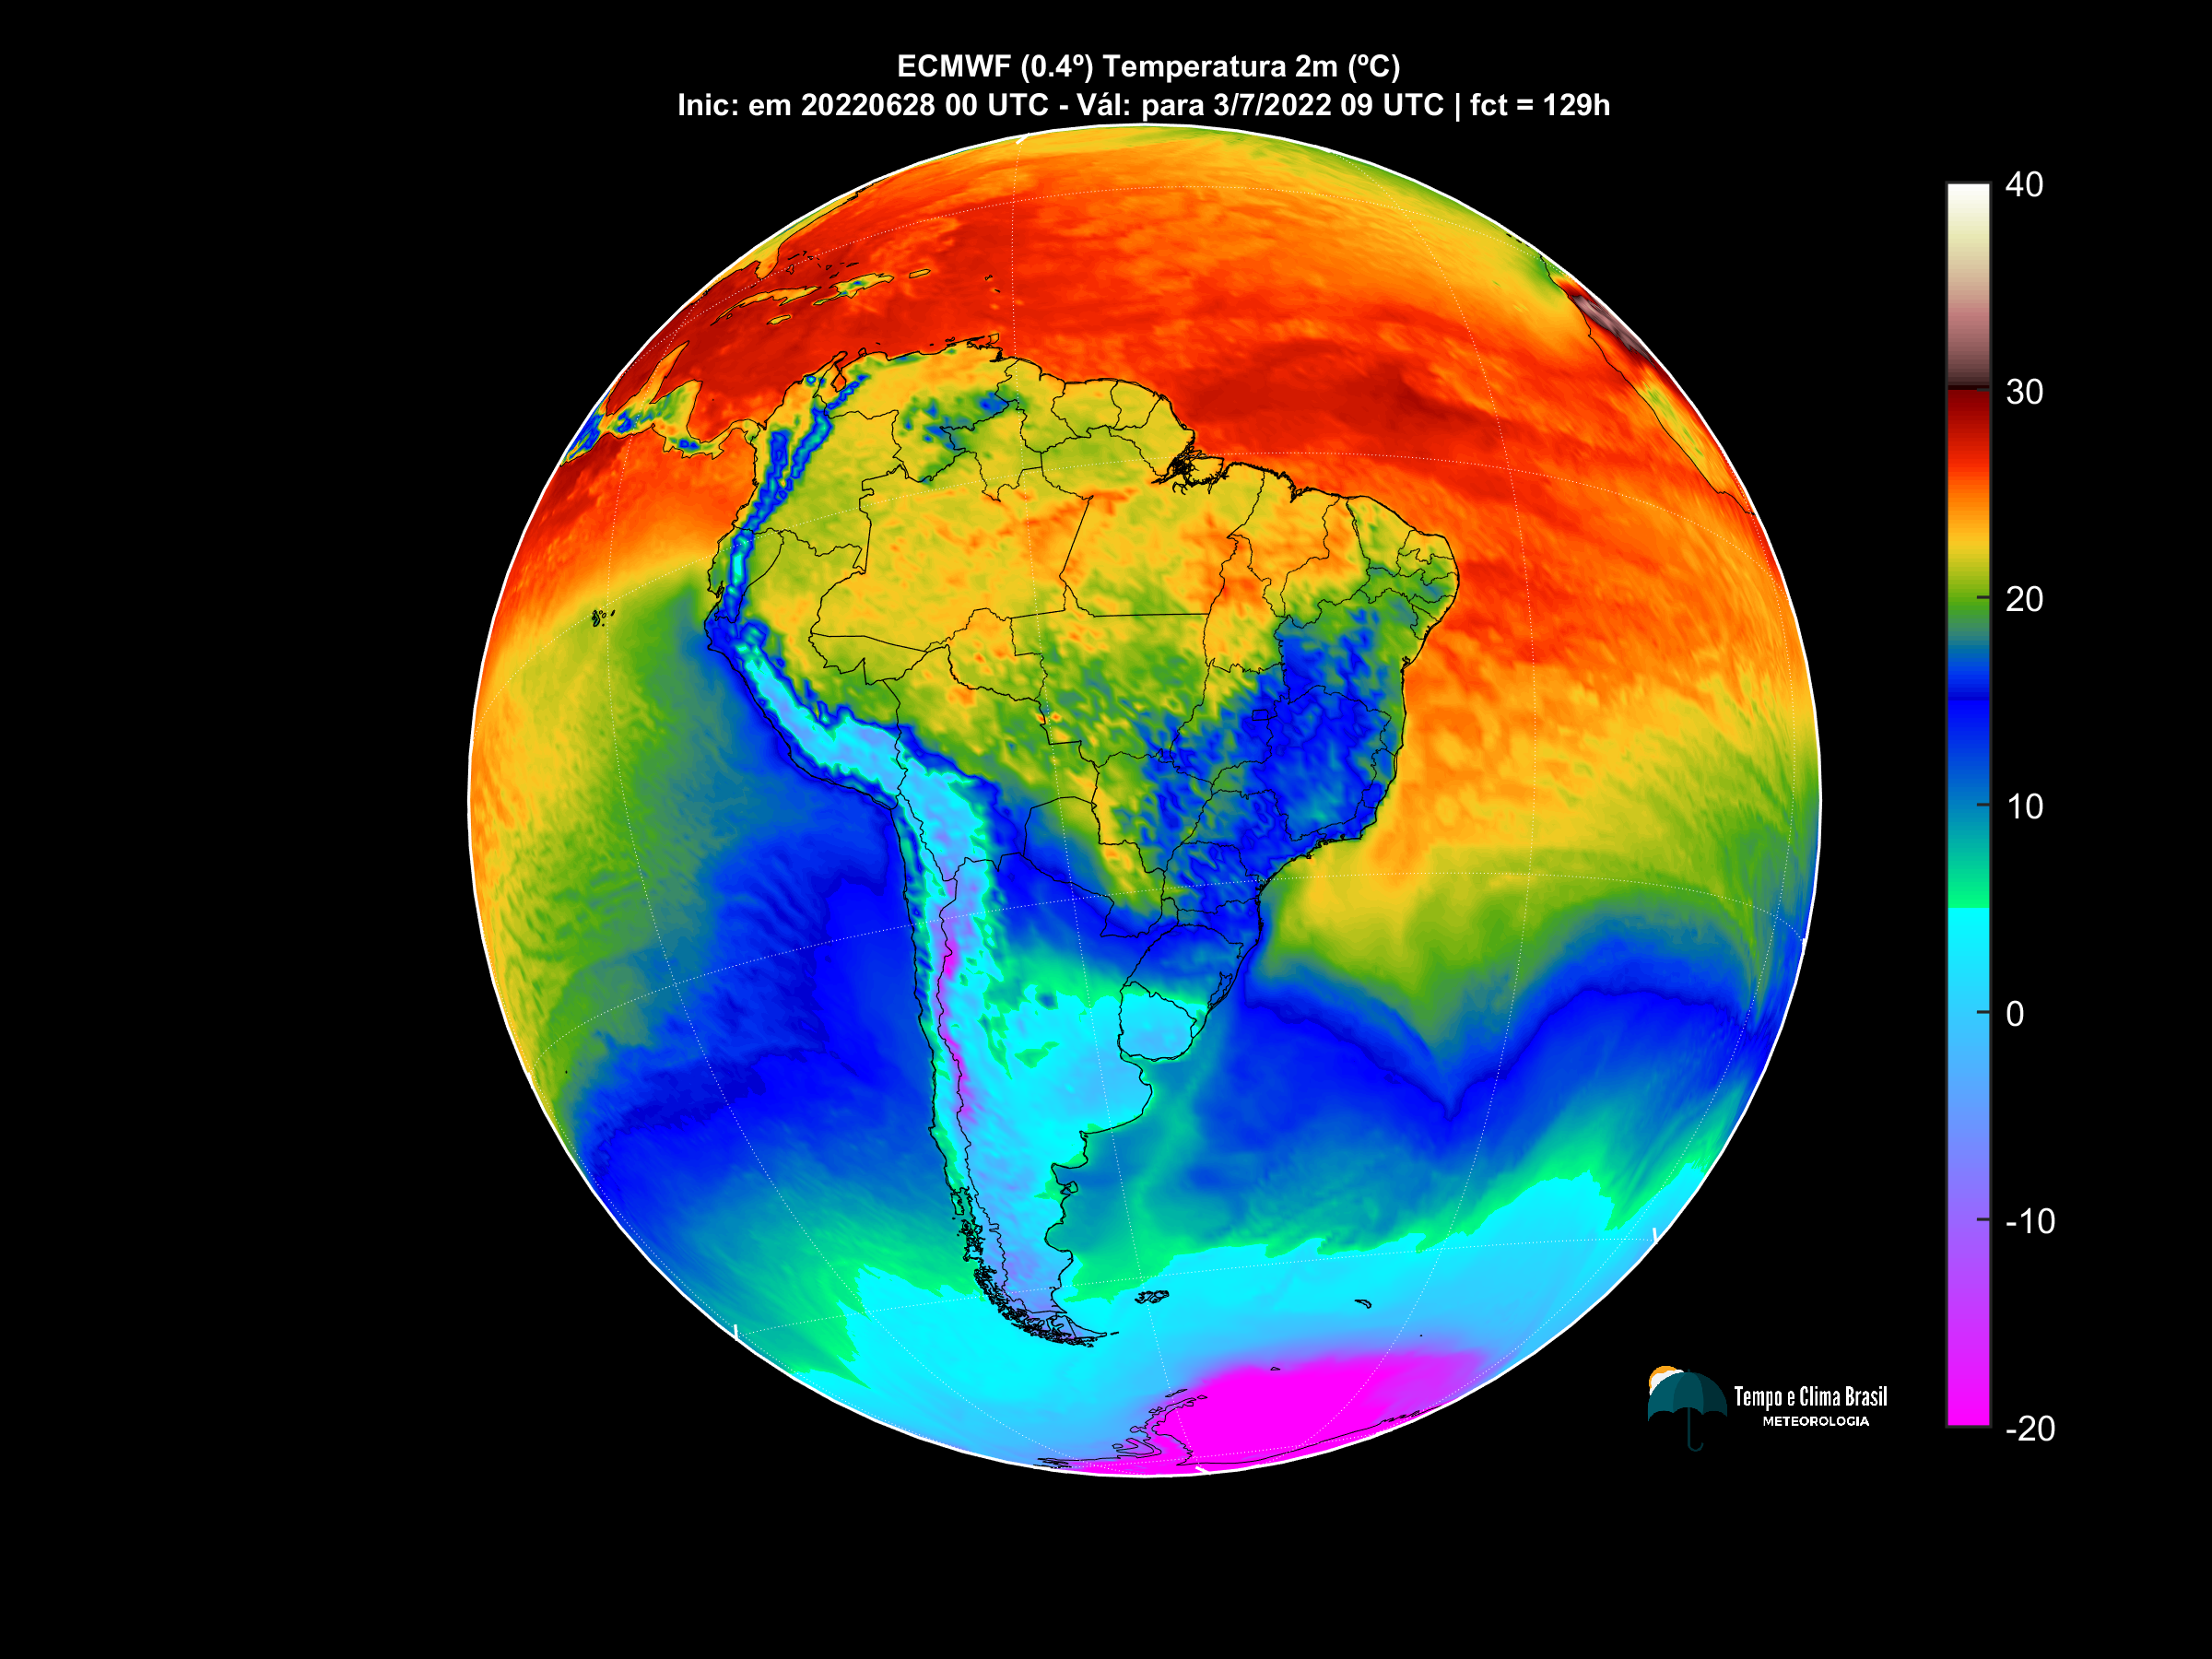 ECMWF (0.4º) Temperatura 2m (ºC)
Inic: em 20220628 00 UTC - Vál: para 3/7/2022 09 UTC | fct = 129h
40
30
20
10
0
-10
-20
Tempo e Clima Brasil
METEOROLOGIA